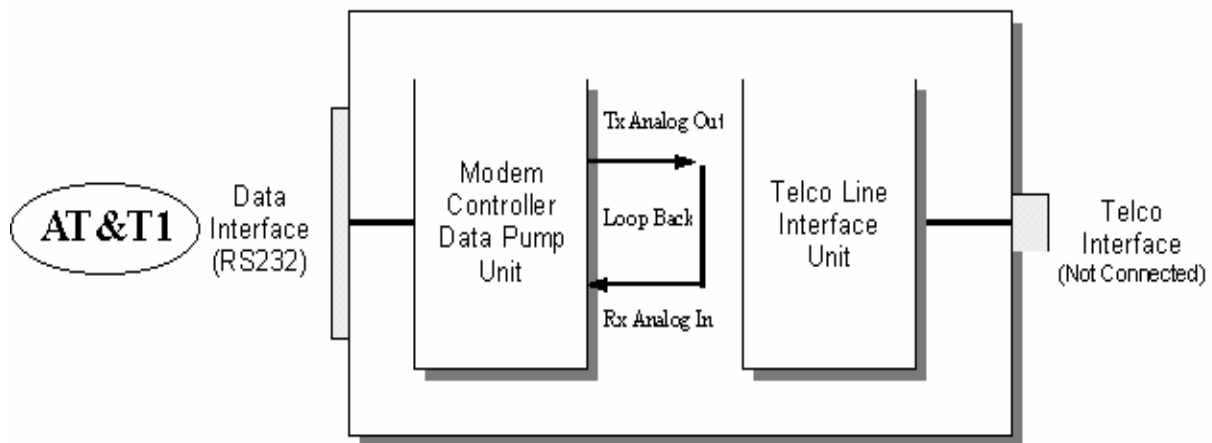 AT&T1
Data
Interface
(RS232)
Modem
Controller
Data Pump
Unit
Tx Analog Out
Loop Back
Rx Analog In
Telco Line
Interface
Unit
Telco
Interface
(Not Connected)